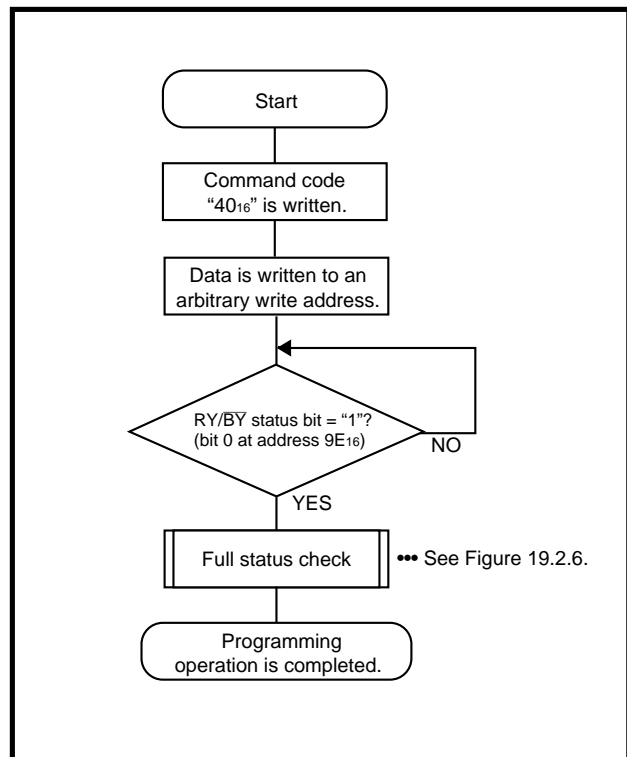 Start
Command code
“40₁₆” is written.
Data is written to an
arbitrary write address.
RY/B̅Y̅ status bit = “1”?
(bit 0 at address 9E₁₆)
NO
YES
Full status check
••• See Figure 19.2.6.
Programming
operation is completed.